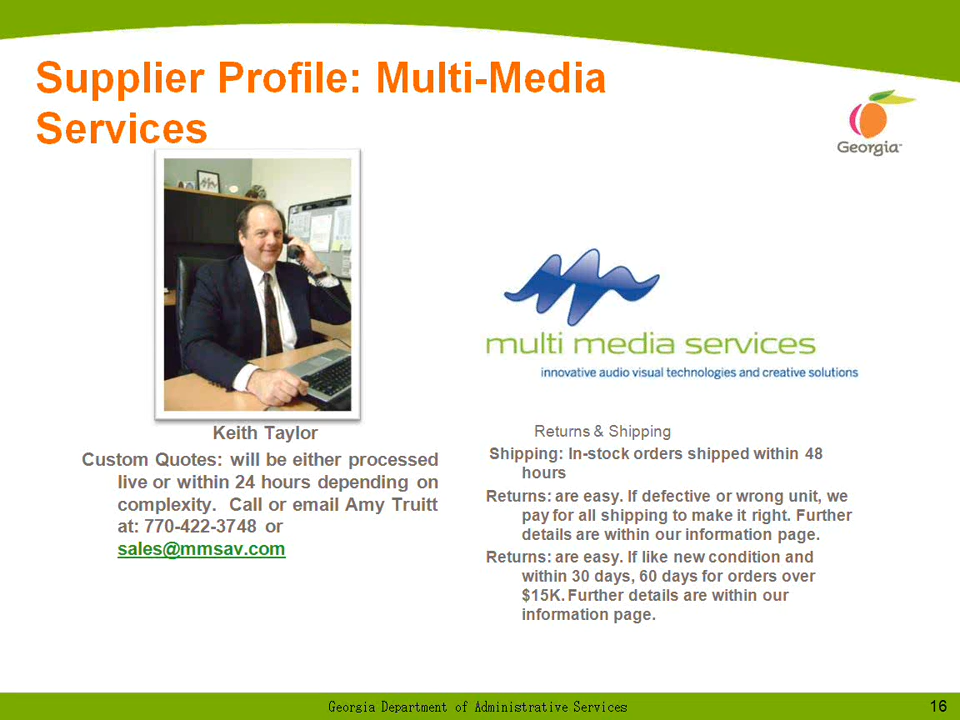 Supplier Profile: Multi-Media
Services
Georgia™
multi media services
innovative audio visual technologies and creative solutions
Keith Taylor
Custom Quotes: will be either processed
live or within 24 hours depending on
complexity. Call or email Amy Truitt
at: 770-422-3748 or
sales@mmsav.com
Returns & Shipping
Shipping: In-stock orders shipped within 48
hours
Returns: are easy. If defective or wrong unit, we
pay for all shipping to make it right. Further
details are within our information page.
Returns: are easy. If like new condition and
within 30 days, 60 days for orders over
$15K. Further details are within our
information page.
Georgia Department of Administrative Services
16